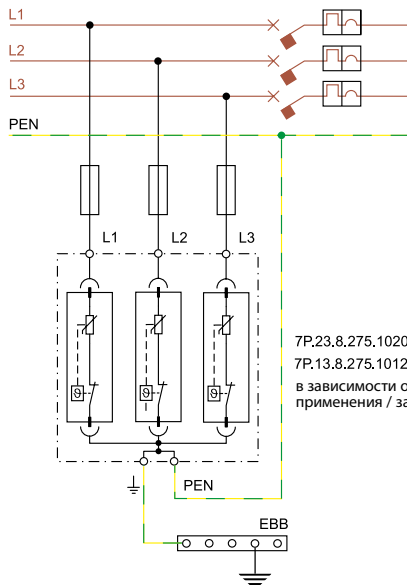 L1
L2
L3
PEN
L1 L2 L3
7P.23.8.275.1020
7P.13.8.275.1012
в зависимости о
применения / за
ϑ ϑ ϑ
PEN
EBB